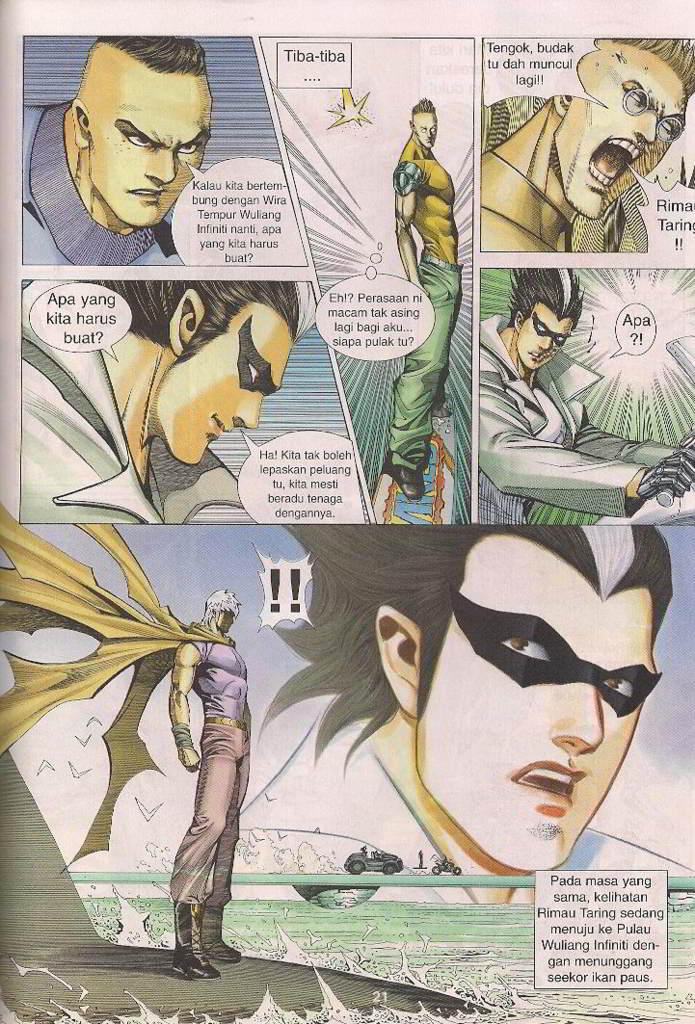 Kalau kita bertem-
bung dengan Wira
Tempur Wuliang
Infiniti nanti, apa
yang kita harus
buat?
Tiba-tiba
....
Eh!? Perasaan ni
macam tak asing
lagi bagi aku...
siapa pulak tu?
Tengok, budak
tu dah muncul
lagi!!
Rimau
Taring
!!
Apa yang
kita harus
buat?
Ha! Kita tak boleh
lepaskan peluang
tu, kita mesti
beradu tenaga
dengannya.
Apa
?!
!!
Pada masa yang
sama, kelihatan
Rimau Taring sedang
menuju ke Pulau
Wuliang Infiniti den-
gan menunggang
seekor ikan paus.
21